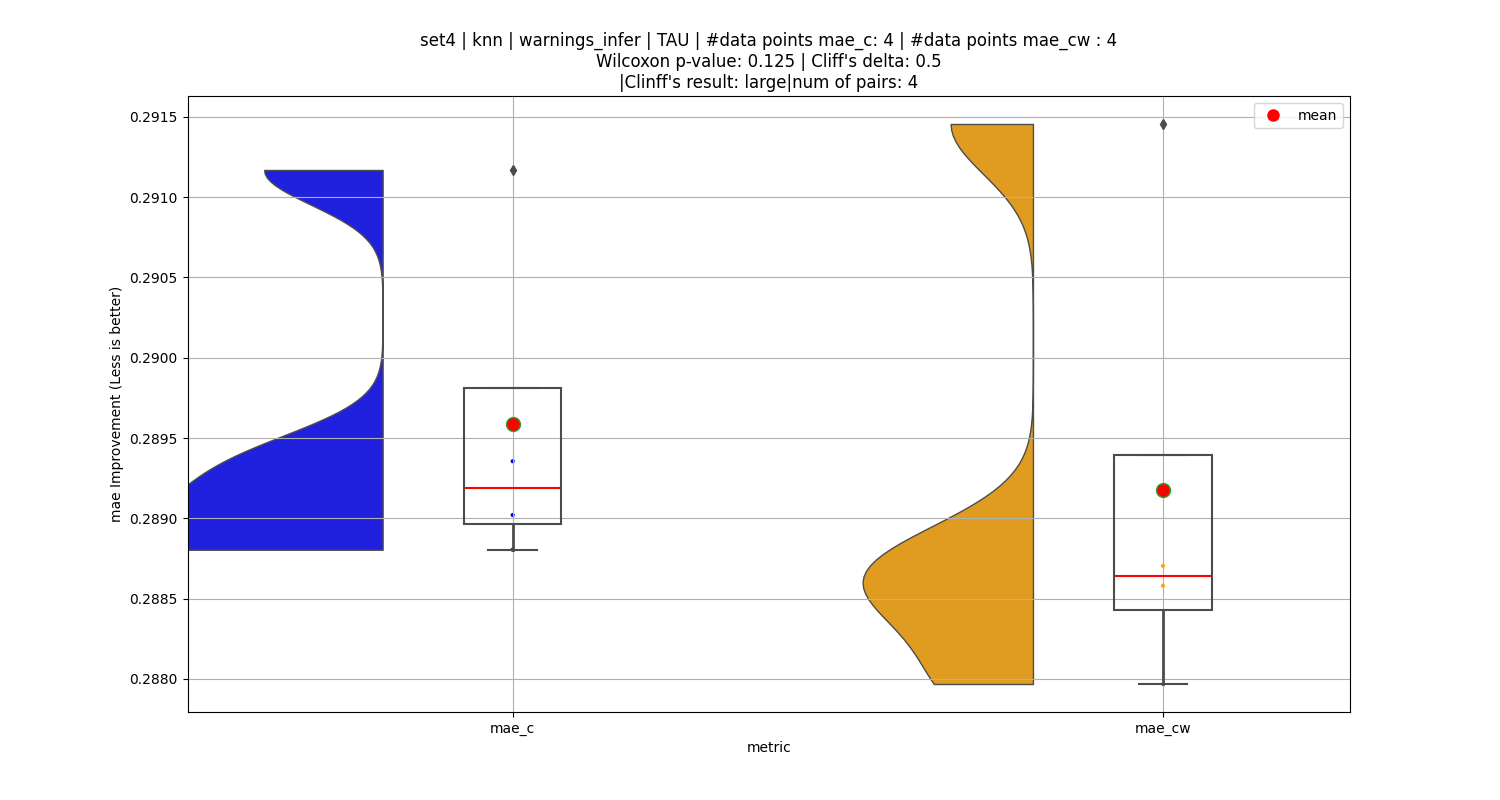 set4 | knn | warnings_infer | TAU | #data points mae_c: 4 | #data points mae_cw : 4
Wilcoxon p-value: 0.125 | Cliff's delta: 0.5
|Clinff's result: large|num of pairs: 4
mean
0.2915
0.2910
0.2905
0.2900
0.2895
0.2890
0.2885
0.2880
mae Improvement (Less is better)
mae_c
mae_cw
metric